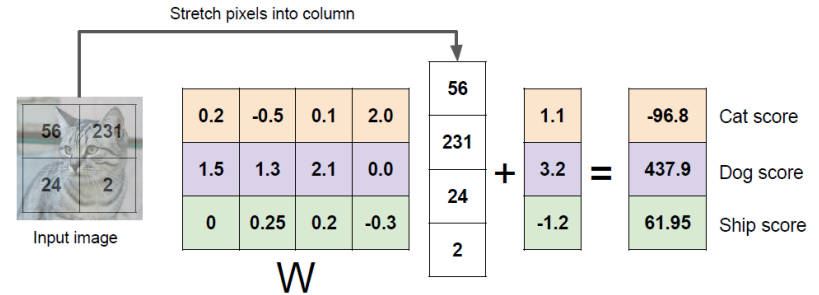 Stretch pixels into column
56 231
24 2
Input image
0.2 -0.5 0.1 2.0
1.5 1.3 2.1 0.0
0 0.25 0.2 -0.3
W
56
231
24
2
+
1.1
3.2
-1.2
=
-96.8 Cat score
437.9 Dog score
61.95 Ship score